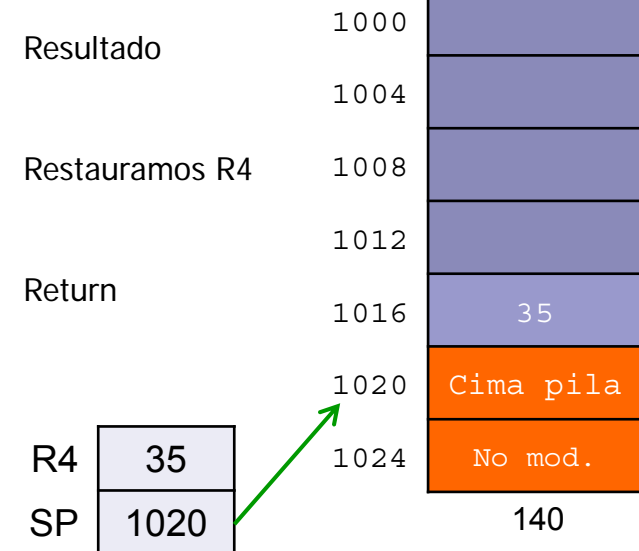 Resultado
Restauramos R4
Return
1000
1004
1008
1012
1016 35
1020 Cima pila
1024 No mod.
140
R4 35
SP 1020